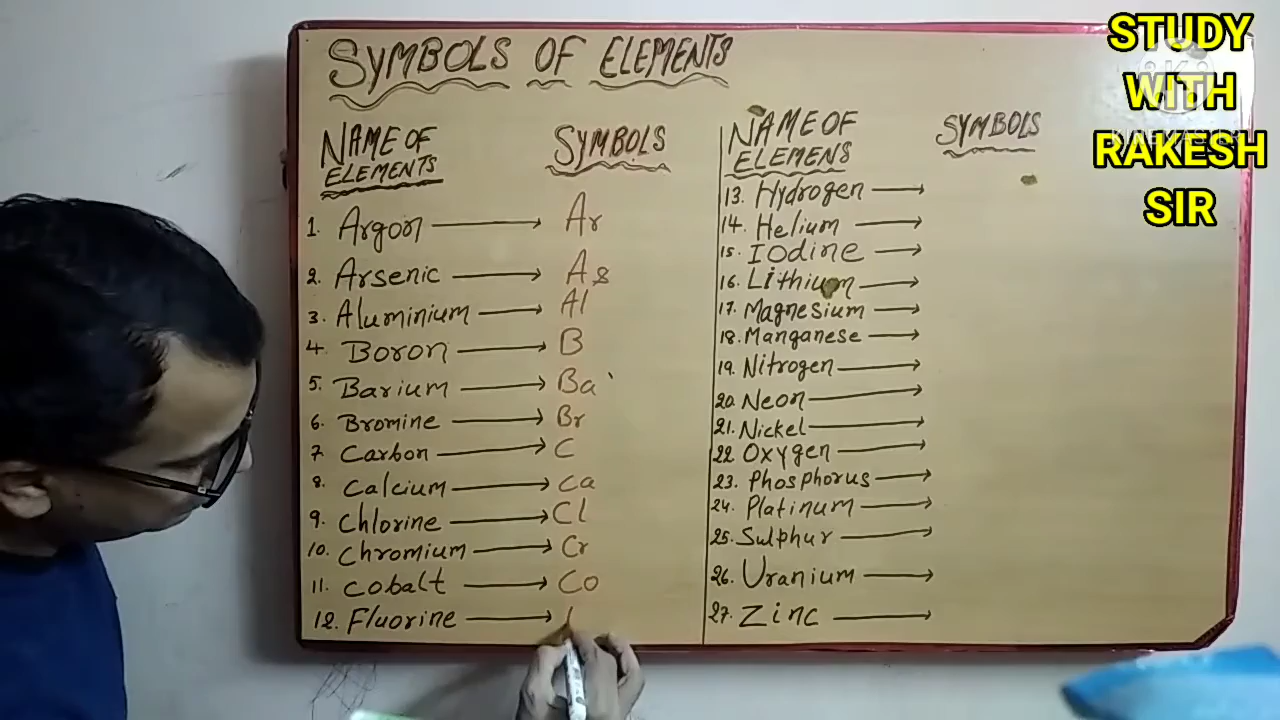 SYMBOLS OF ELEMENTS
NAME OF
ELEMENTS
SYMBOLS
1. Argon Ar
2. Arsenic As
3. Aluminium Al
4. Boron B
5. Barium Ba
6. Bromine Br
7. Carbon C
8. Calcium Ca
9. Chlorine Cl
10. Chromium Cr
11. Cobalt Co
12. Fluorine
NAME OF
ELEMENS
SYMBOLS
13. Hydrogen
14. Helium
15. Iodine
16. Lithium
17. Magnesium
18. Manganese
19. Nitrogen
20. Neon
21. Nickel
22. Oxygen
23. Phosphorus
24. Platinum
25. Sulphur
26. Uranium
27. Zinc
STUDY
WITH
RAKESH
SIR
KINEMASTER